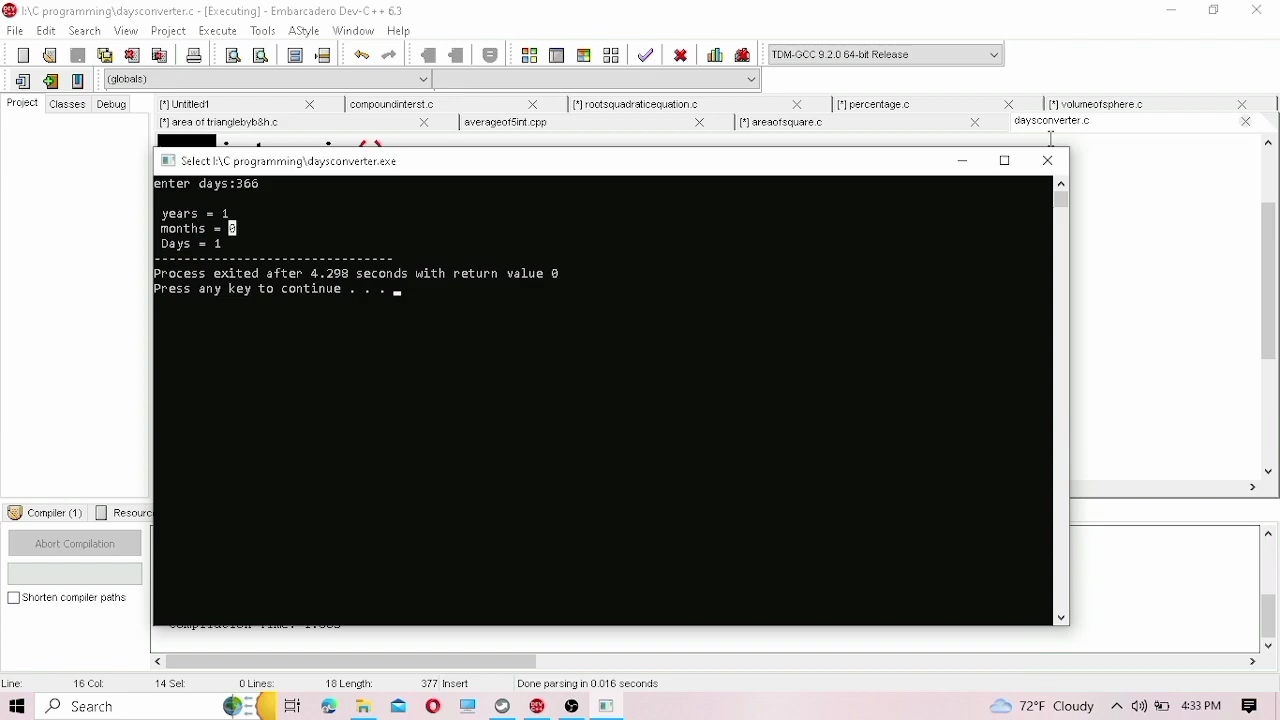 I:\C programming\daysconverter.c - [Executing] - Embarcadero Dev-C++ 6.3
File Edit Search View Project Execute Tools AStyle Window Help
TDM-GCC 9.2.0 64-bit Release
(globals)
Project Classes Debug
[*] Untitled1 compoundinterst.c [*] rootsquadraticequation.c [*] percentage.c [*] volumeofsphere.c
[*] area of trianglebyb&h.c averageof5int.cpp [*] areaofsquare.c daysconverter.c
Select I:\C programming\daysconverter.exe
enter days:366
years = 1
months = 0
Days = 1
--------------------------------
Process exited after 4.298 seconds with return value 0
Press any key to continue . . .
Compiler (1) Resourc
Abort Compilation
Shorten compiler paths
Line: 16 Col: 14 Sel: 0 Lines: 18 Length: 377 Insert Done parsing in 0.016 seconds
Search 72°F Cloudy 4:33 PM